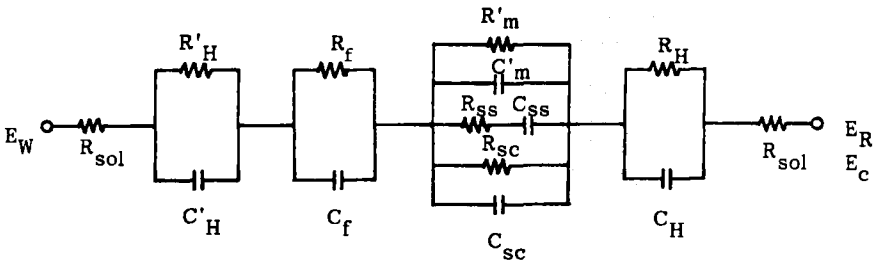 R'm
R'H
Rf
C'm
RH
Rss
Css
EW
Rsol
Rsc
Rsol
ER
Ec
C'H
Cf
Csc
CH